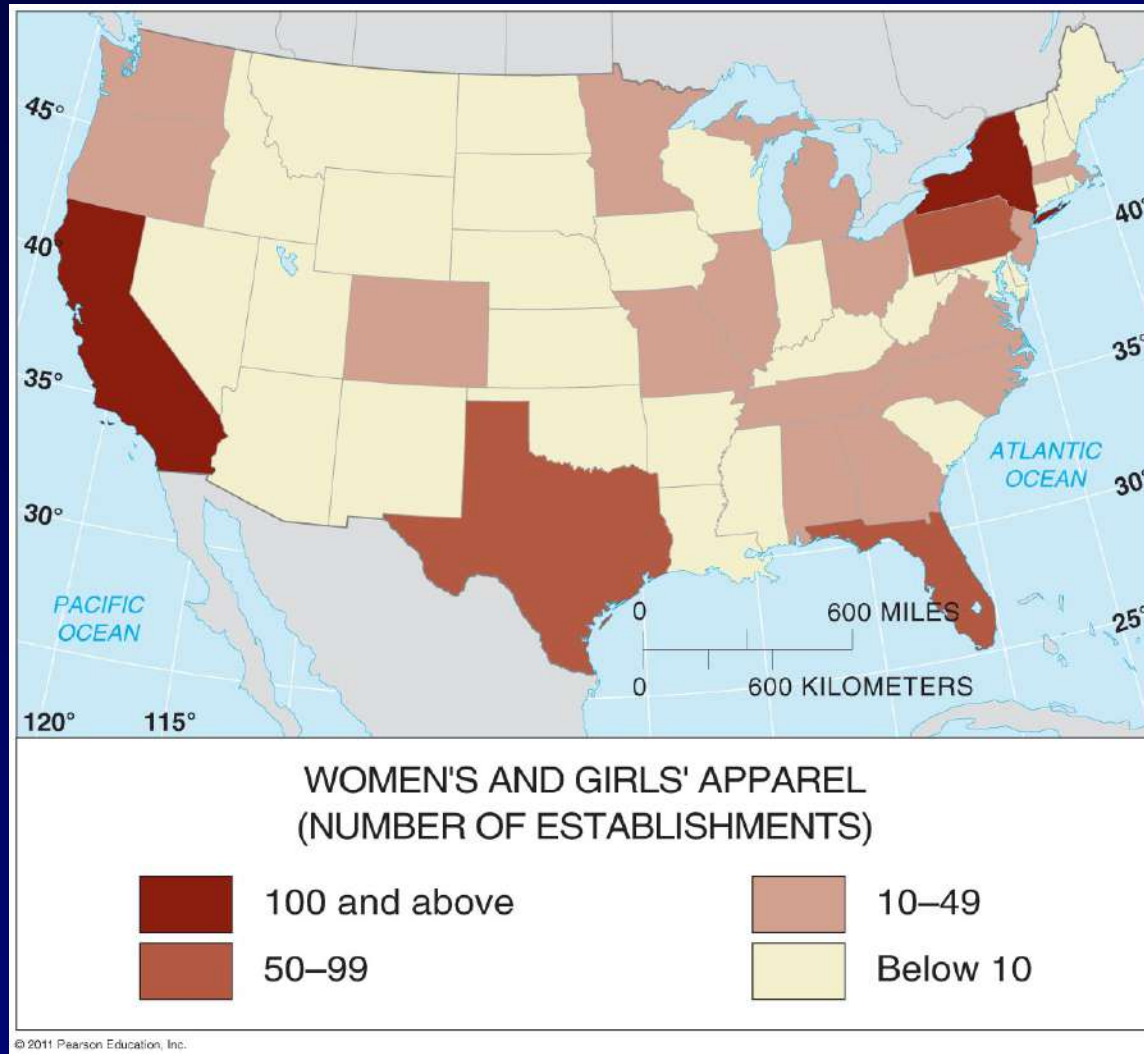 45°
40°
35°
30°
120°
115°
PACIFIC
OCEAN
40°
35°
30°
25°
ATLANTIC
OCEAN
0 600 MILES
0 600 KILOMETERS
WOMEN'S AND GIRLS' APPAREL
(NUMBER OF ESTABLISHMENTS)
100 and above
50–99
10–49
Below 10
© 2011 Pearson Education, Inc.